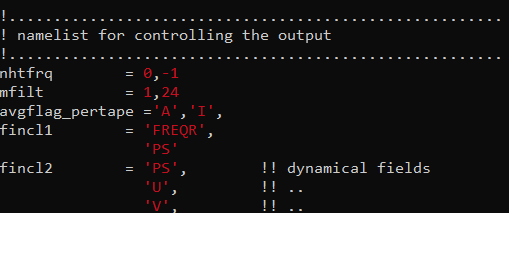 !............................................................
! namelist for controlling the output
!............................................................
nhtfrq         = 0,-1
mfilt          = 1,24
avgflag_pertape ='A','I',
fincl1         = 'FREQR',
                 'PS'
fincl2         = 'PS',         !! dynamical fields
                 'U',          !! ..
                 'V',          !! ..